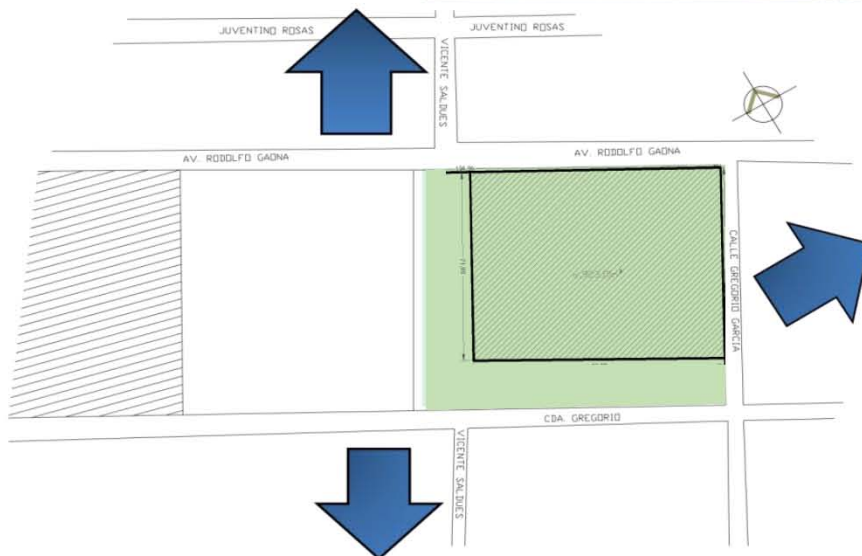 JUVENTINO ROSAS
JUVENTINO ROSAS
VICENTE SALDUES
AV. RODOLFO GAONA
AV. RODOLFO GAONA
CALLE GREGORIO GARCIA
CDA. GREGORIO
VICENTE SALDUES